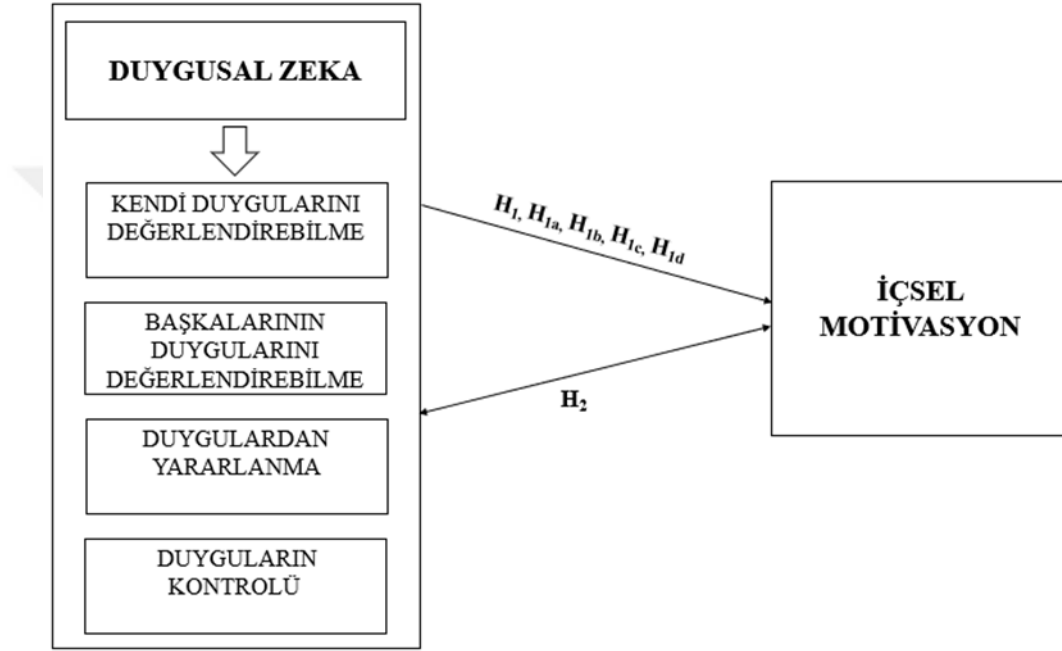 DUYGUSAL ZEKA
KENDİ DUYGULARINI
DEĞERLENDİREBİLME
BAŞKALARININ
DUYGULARINI
DEĞERLENDİREBİLME
DUYGULARDAN
YARARLANMA
DUYGULARIN
KONTROLÜ
H1, H1a, H1b, H1c, H1d
H2
İÇSEL
MOTİVASYON